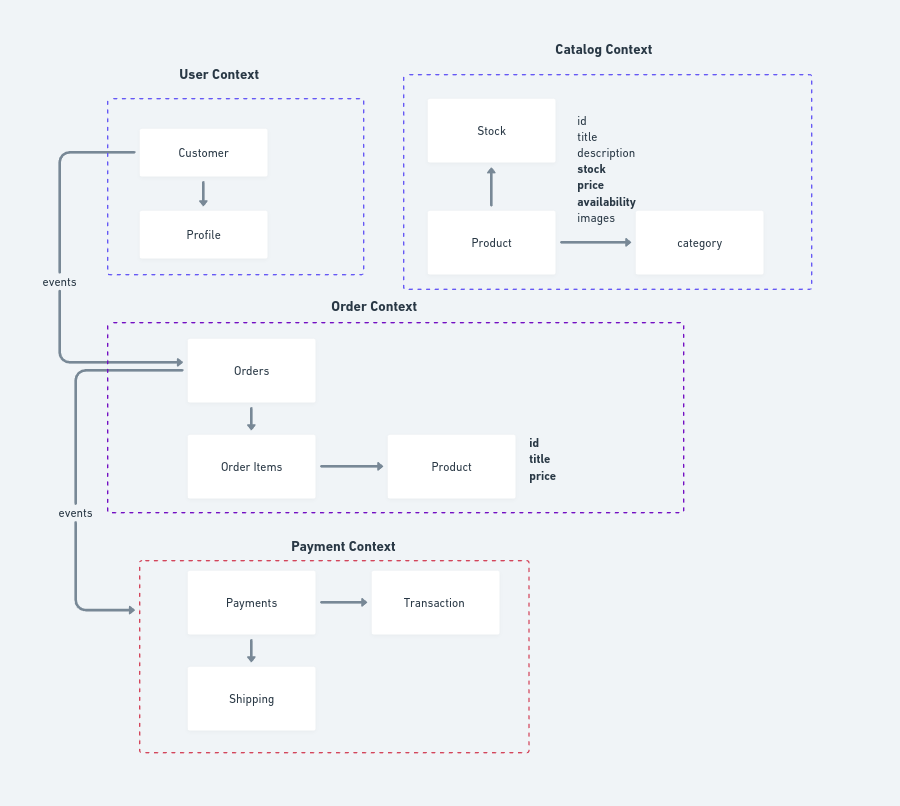 Catalog Context
User Context
Stock
id
title
description
stock
price
availability
images
Customer
Profile
Product
category
events
Order Context
Orders
Order Items
Product
id
title
price
events
Payment Context
Payments
Transaction
Shipping